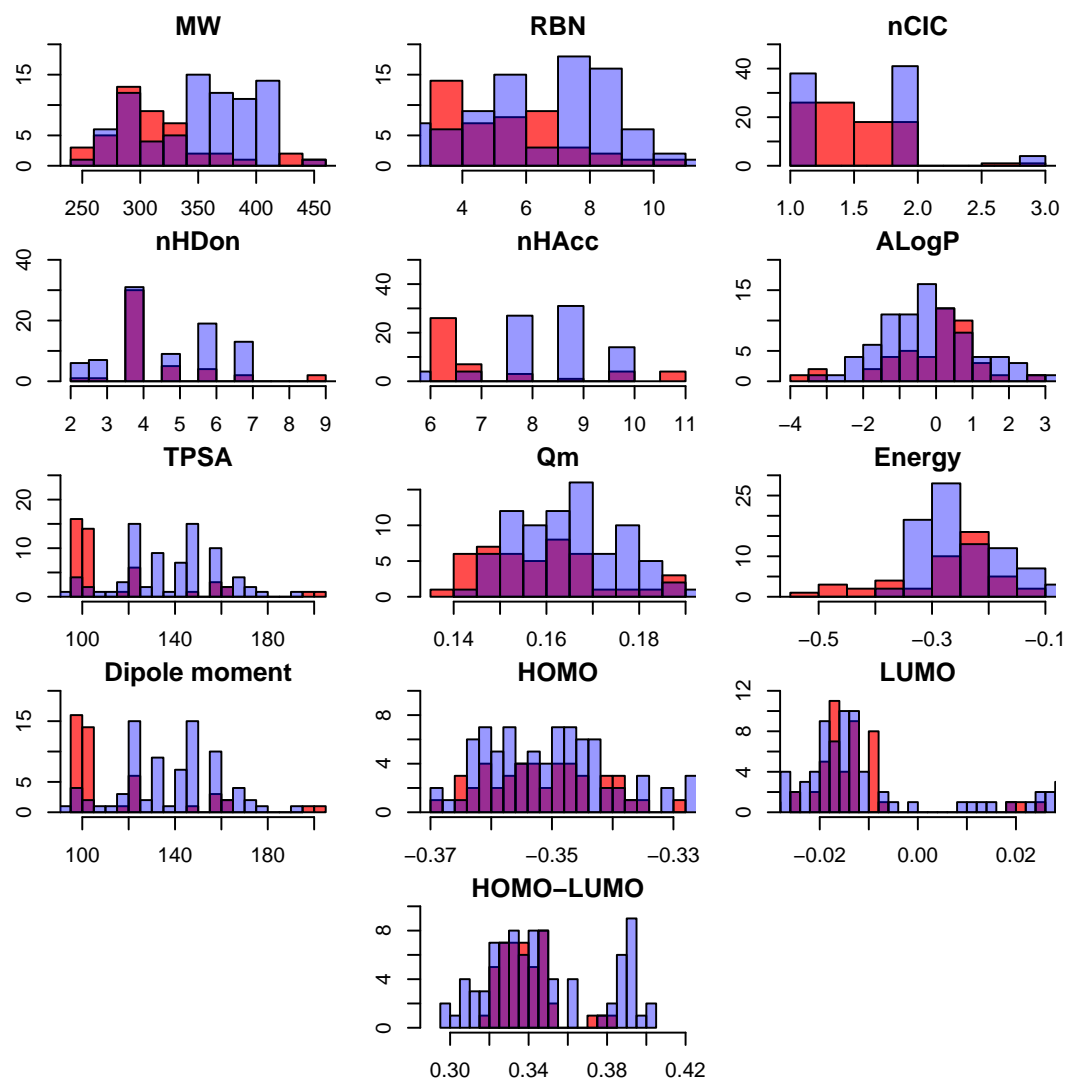 MW
15
5
0
250 300 350 400 450
RBN
15
5
0
4 6 8 10
nCIC
40
20
0
1.0 1.5 2.0 2.5 3.0
nHDon
40
20
0
2 3 4 5 6 7 8 9
nHAcc
40
20
0
6 7 8 9 10 11
ALogP
15
5
0
−4 −2 0 1 2 3
TPSA
20
10
5
0
100 140 180
Qm
10
5
0
0.14 0.16 0.18
Energy
25
10
0
−0.5 −0.3 −0.1
Dipole moment
15
5
0
100 140 180
HOMO
8
4
0
−0.37 −0.35 −0.33
LUMO
12
8
4
0
−0.02 0.00 0.02
HOMO−LUMO
8
4
0
0.30 0.34 0.38 0.42